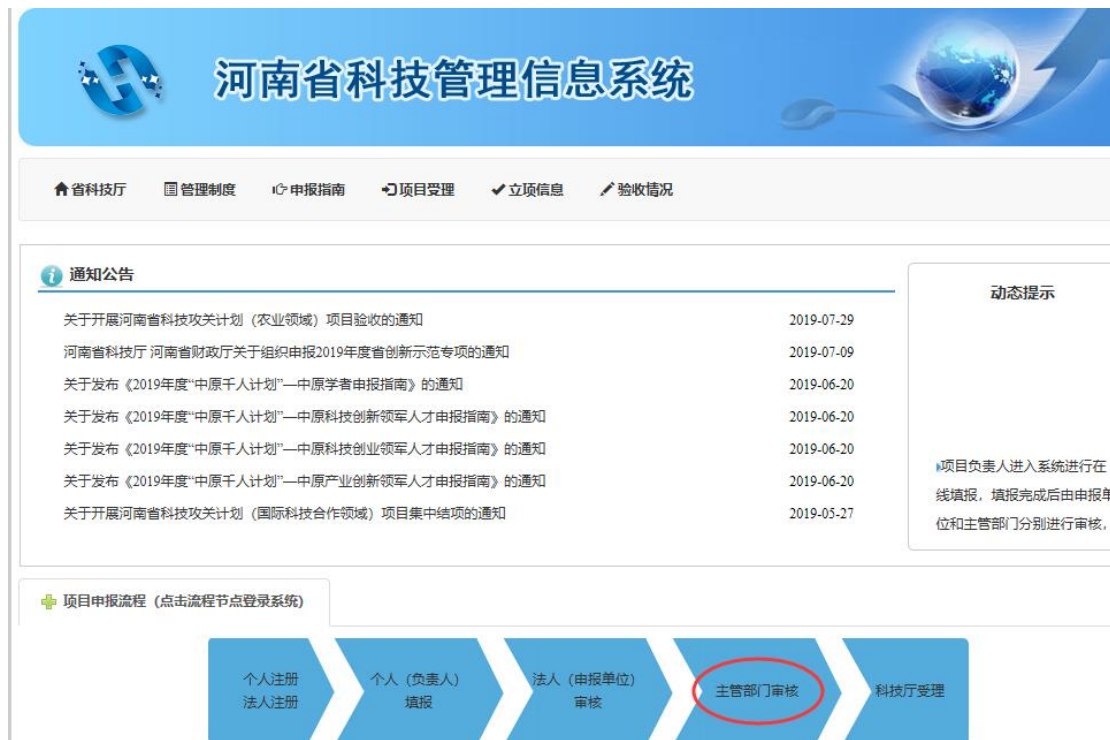 河南省科技管理信息系统
省科技厅 管理制度 申报指南 项目受理 立项信息 验收情况
通知公告
关于开展河南省科技攻关计划（农业领域）项目验收的通知 2019-07-29
河南省科技厅 河南省财政厅关于组织申报2019年度省创新示范专项的通知 2019-07-09
关于发布《2019年度“中原千人计划”—中原学者申报指南》的通知 2019-06-20
关于发布《2019年度“中原千人计划”—中原科技创新领军人才申报指南》的通知 2019-06-20
关于发布《2019年度“中原千人计划”—中原科技创业领军人才申报指南》的通知 2019-06-20
关于发布《2019年度“中原千人计划”—中原产业创新领军人才申报指南》的通知 2019-06-20
关于开展河南省科技攻关计划（国际科技合作领域）项目集中结项的通知 2019-05-27
动态提示
项目负责人进入系统进行在
线填报，填报完成后由申报单
位和主管部门分别进行审核，
项目申报流程（点击流程节点登录系统）
个人注册
法人注册
个人（负责人）
填报
法人（申报单位）
审核
主管部门审核
科技厅受理